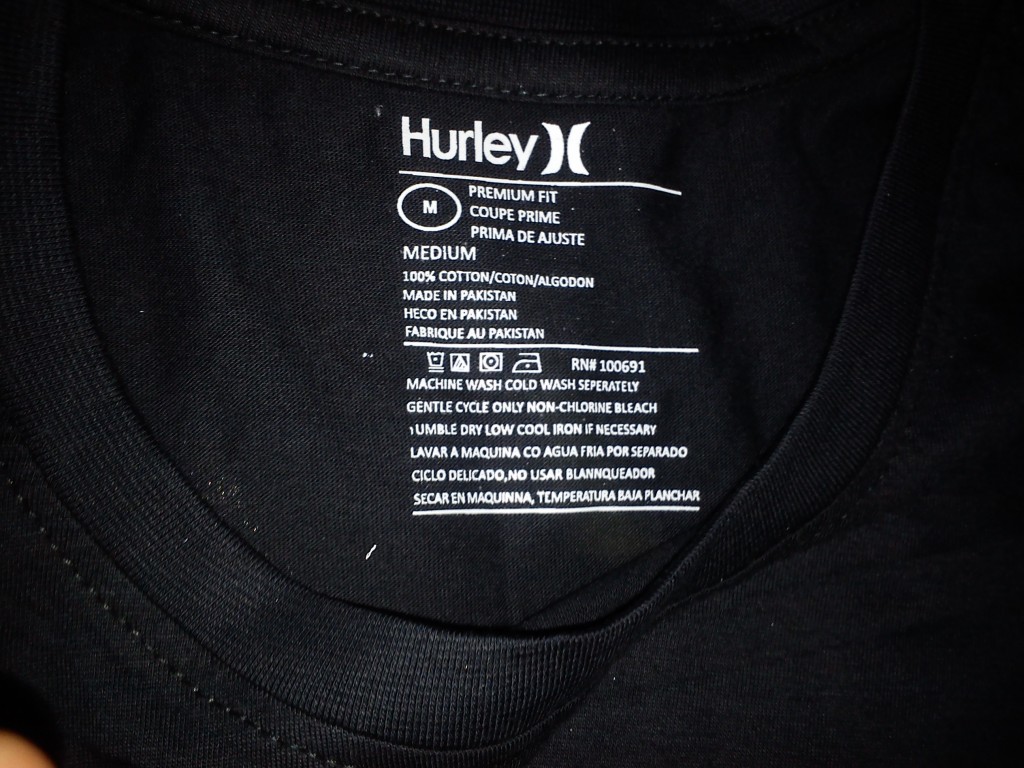 Hurley
M
PREMIUM FIT
COUPE PRIME
PRIMA DE AJUSTE
MEDIUM
100% COTTON/COTON/ALGODON
MADE IN PAKISTAN
HECO EN PAKISTAN
FABRIQUE AU PAKISTAN
RN# 100691
MACHINE WASH COLD WASH SEPERATELY
GENTLE CYCLE ONLY NON-CHLORINE BLEACH
UMBLE DRY LOW COOL IRON IF NECESSARY
LAVAR A MAQUINA CO AGUA FRIA POR SEPARADO
CICLO DELICADO,NO USAR BLANNQUEADOR
SECAR EN MAQUINNA, TEMPERATURA BAJA PLANCHAR